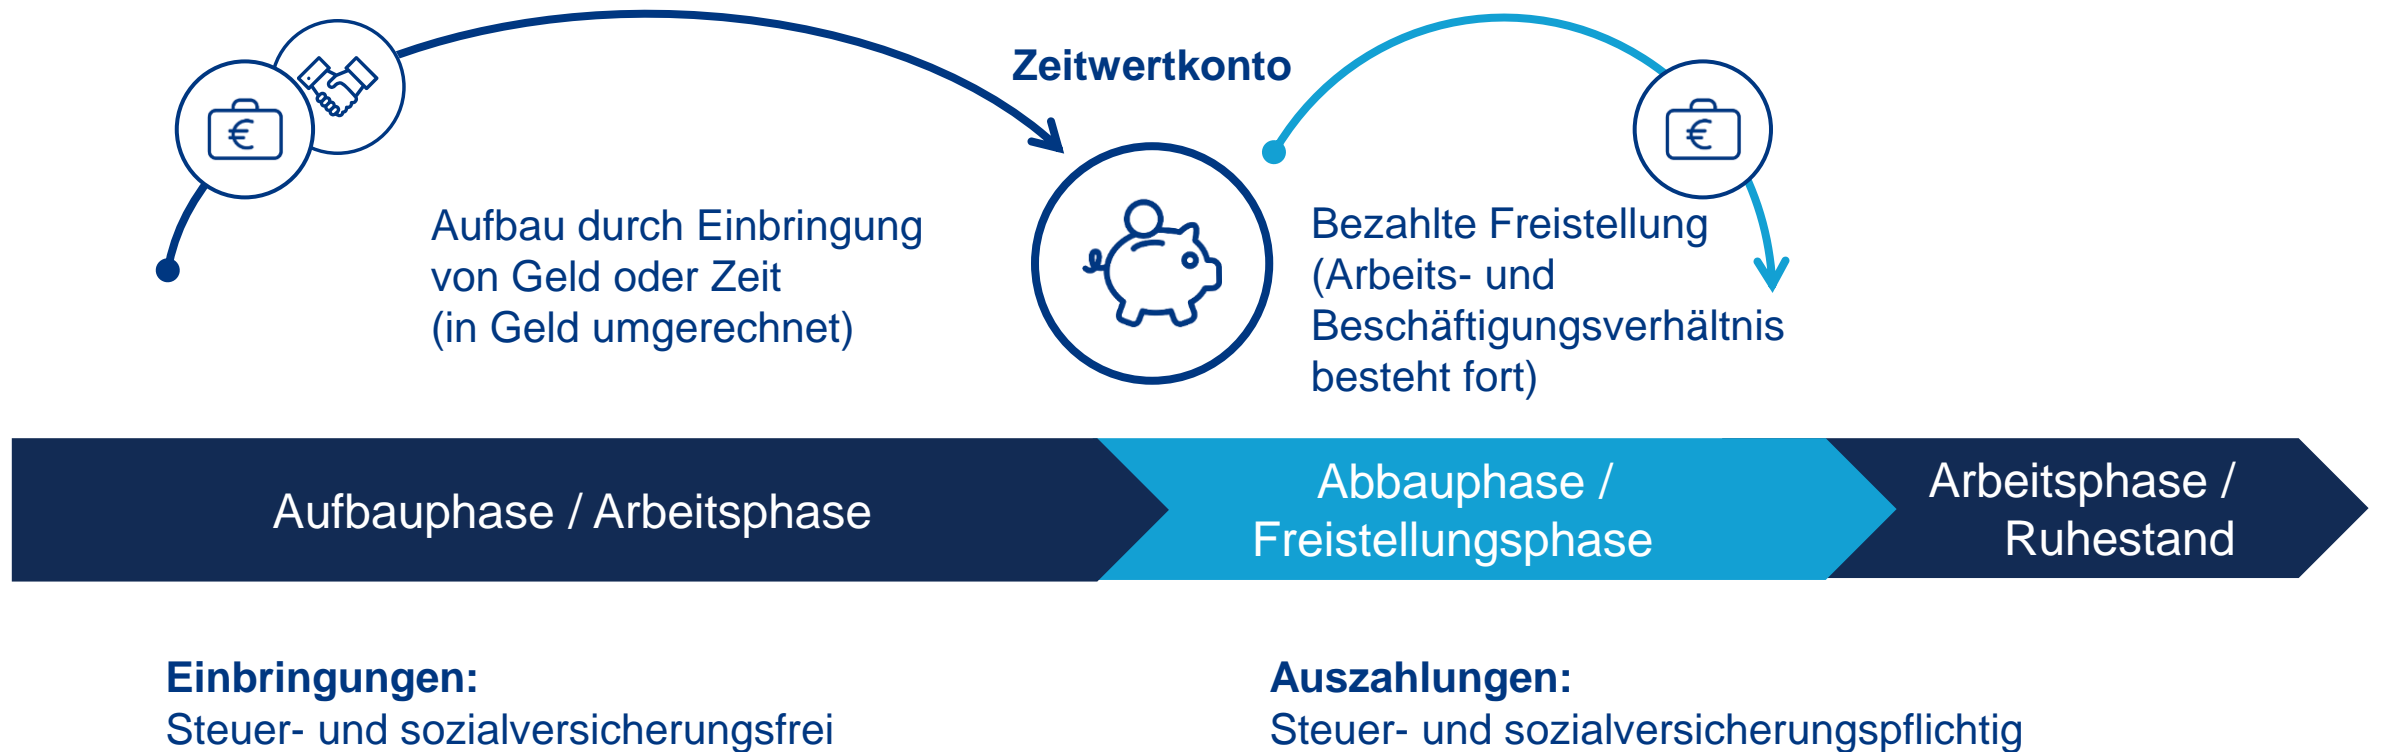 Zeitwertkonto
€
€
Aufbau durch Einbringung
von Geld oder Zeit
(in Geld umgerechnet)
Bezahlte Freistellung
(Arbeits- und
Beschäftigungsverhältnis
besteht fort)
Aufbauphase / Arbeitsphase
Abbauphase /
Freistellungsphase
Arbeitsphase /
Ruhestand
Einbringungen:
Steuer- und sozialversicherungsfrei
Auszahlungen:
Steuer- und sozialversicherungspflichtig